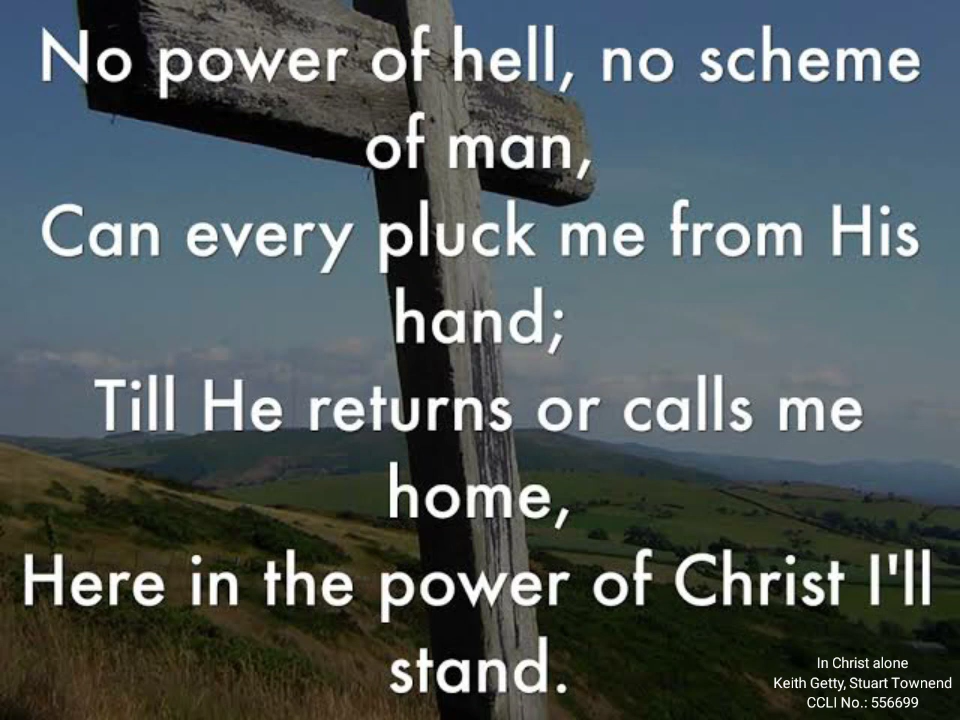 No power of hell, no scheme
of man,
Can every pluck me from His
hand;
Till He returns or calls me
home,
Here in the power of Christ I'll
stand.
In Christ alone
Keith Getty, Stuart Townend
CCLI No.: 556699